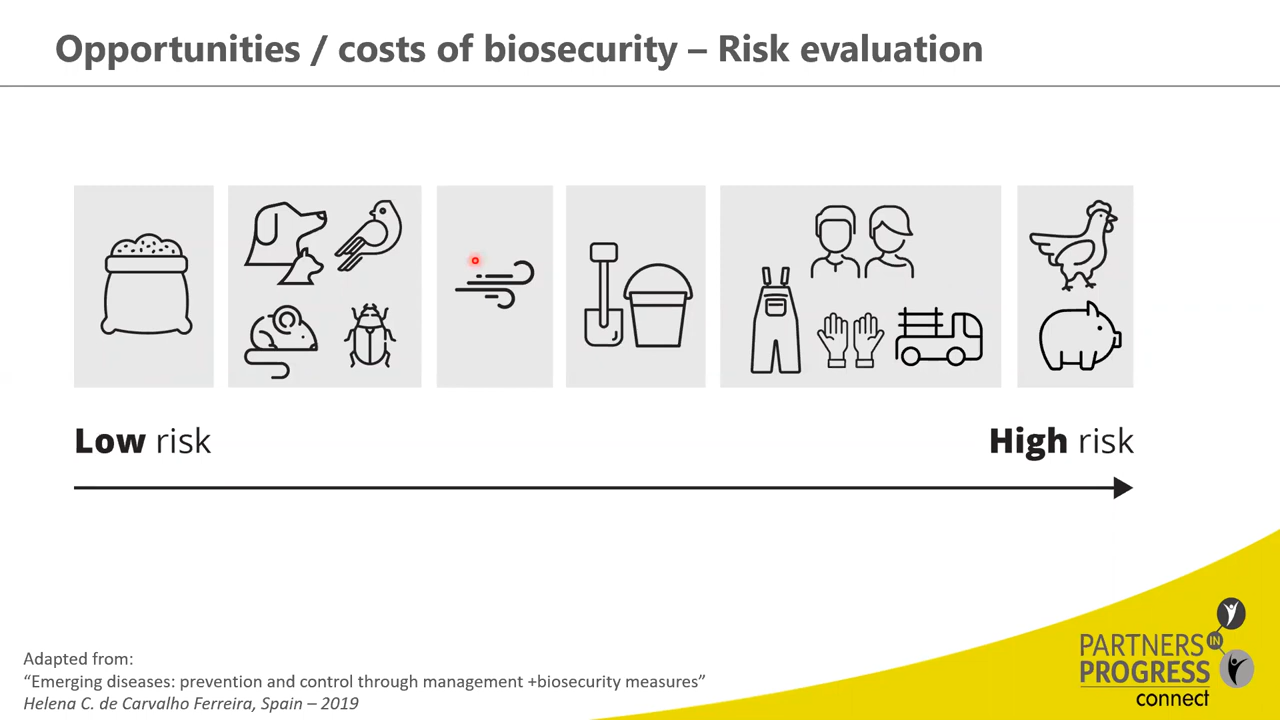 Opportunities / costs of biosecurity – Risk evaluation
Low risk
High risk
Adapted from:
“Emerging diseases: prevention and control through management +biosecurity measures”
Helena C. de Carvalho Ferreira, Spain – 2019
PARTNERS IN
PROGRESS
connect